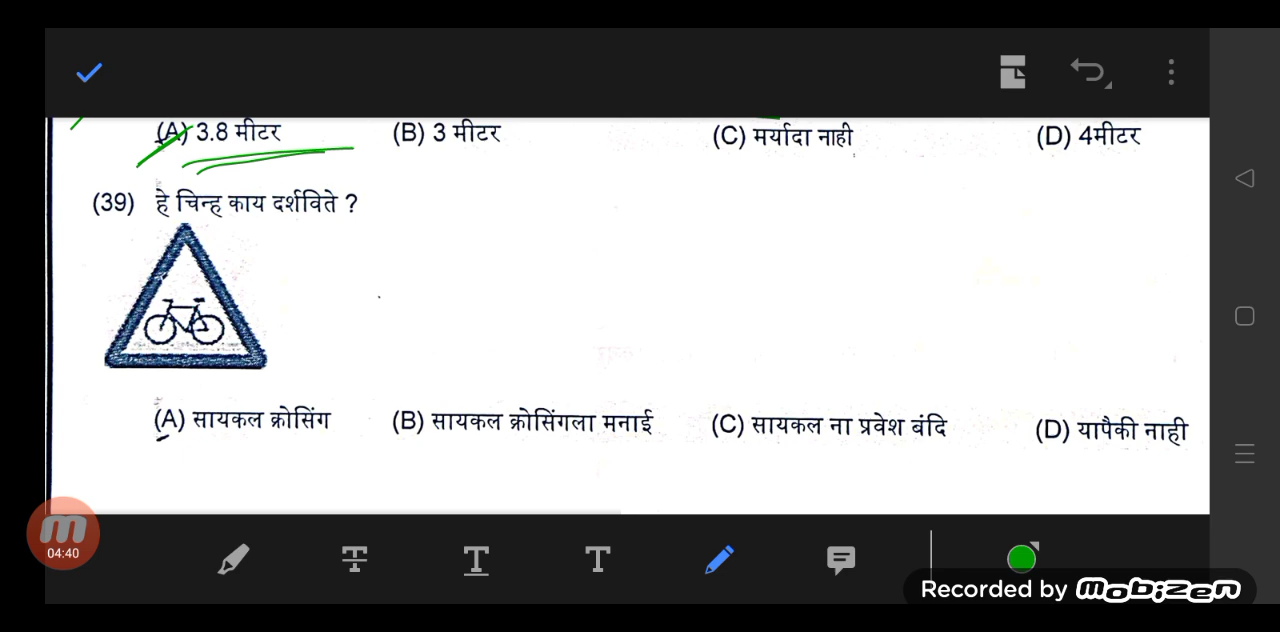 (A) 3.8 मीटर (B) 3 मीटर (C) मर्यादा नाही (D) 4मीटर
(39) हे चिन्ह काय दर्शविते ?
(A) सायकल क्रोसिंग (B) सायकल क्रोसिंगला मनाई (C) सायकल ना प्रवेश बंदि (D) यापैकी नाही
04:40
T T T
Recorded by Mobizen